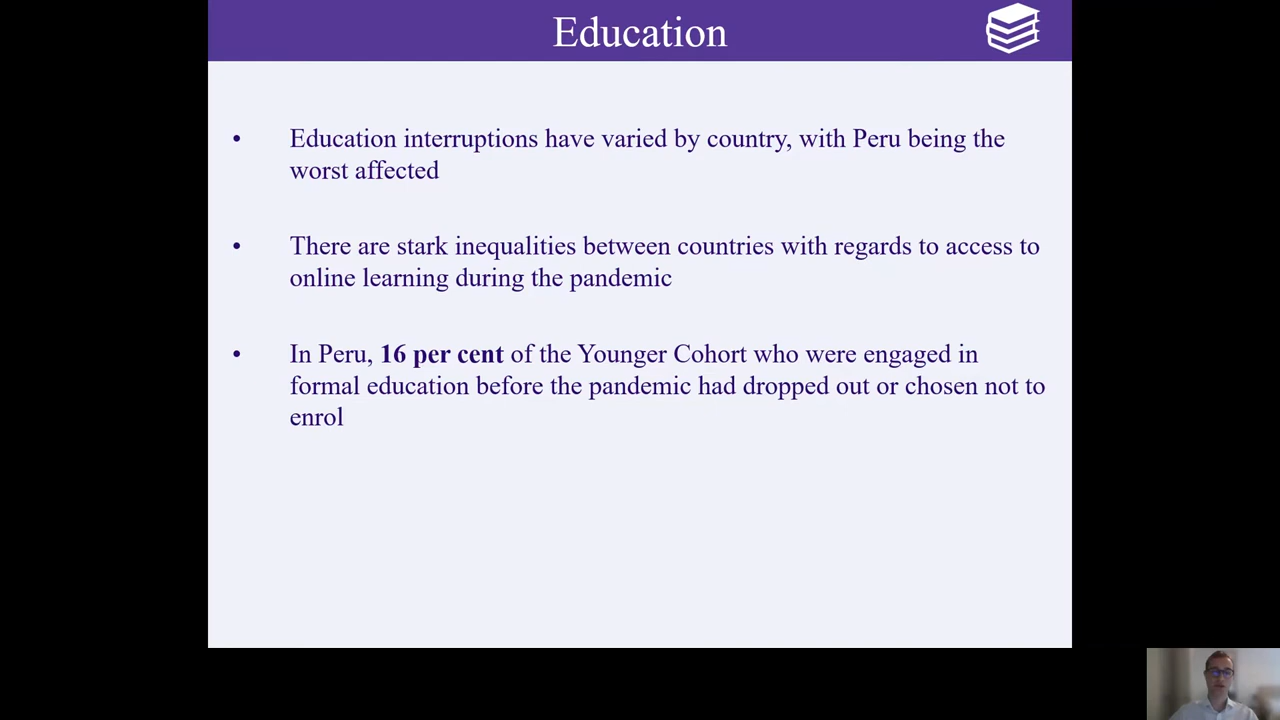 Education
• Education interruptions have varied by country, with Peru being the
worst affected
• There are stark inequalities between countries with regards to access to
online learning during the pandemic
• In Peru, 16 per cent of the Younger Cohort who were engaged in
formal education before the pandemic had dropped out or chosen not to
enrol